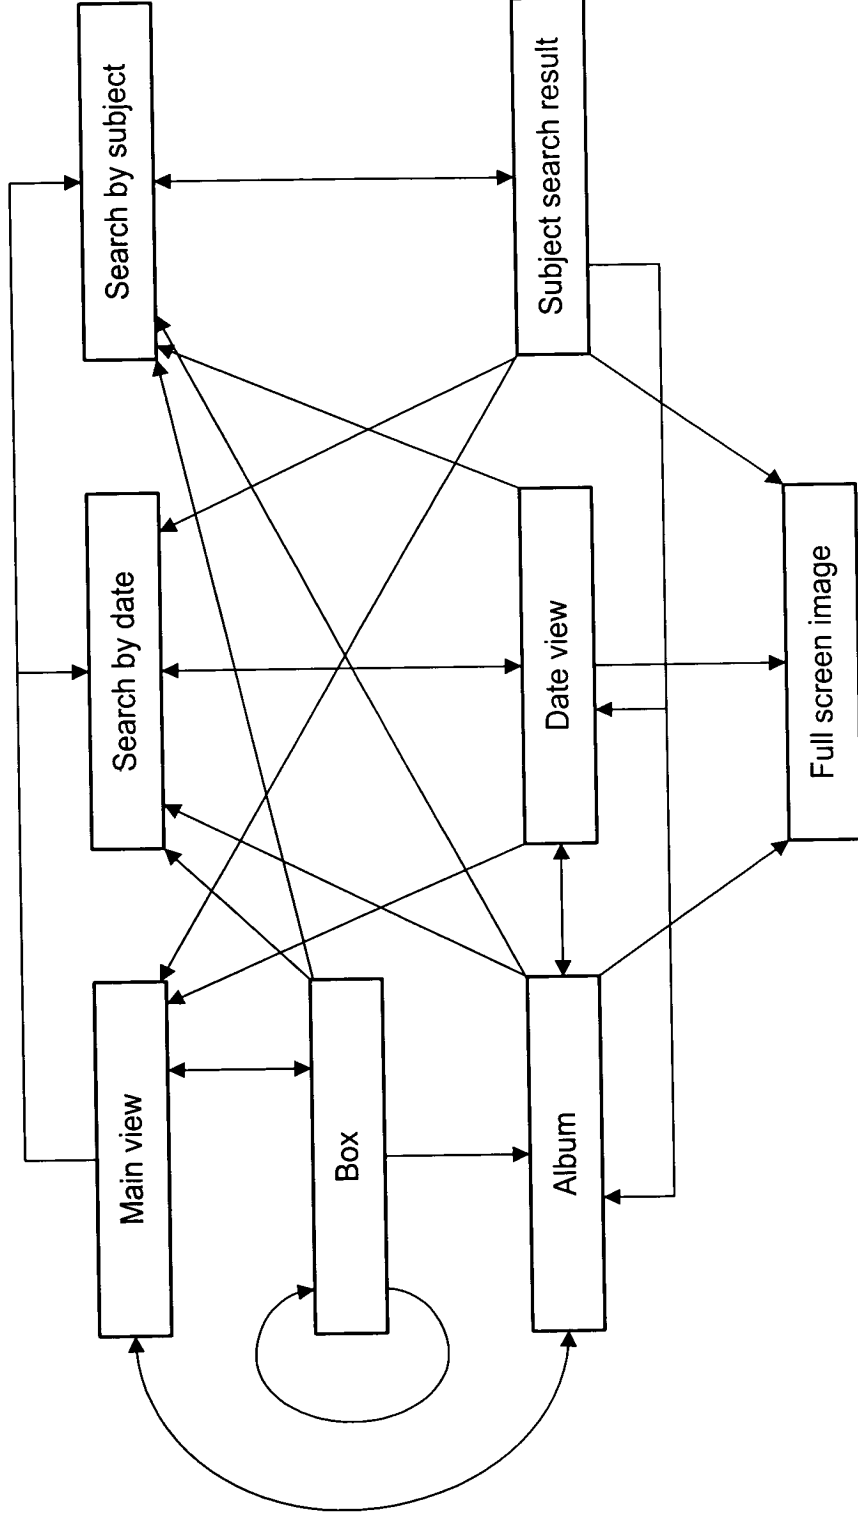 Main view
Search by date
Search by subject
Box
Album
Date view
Subject search result
Full screen image